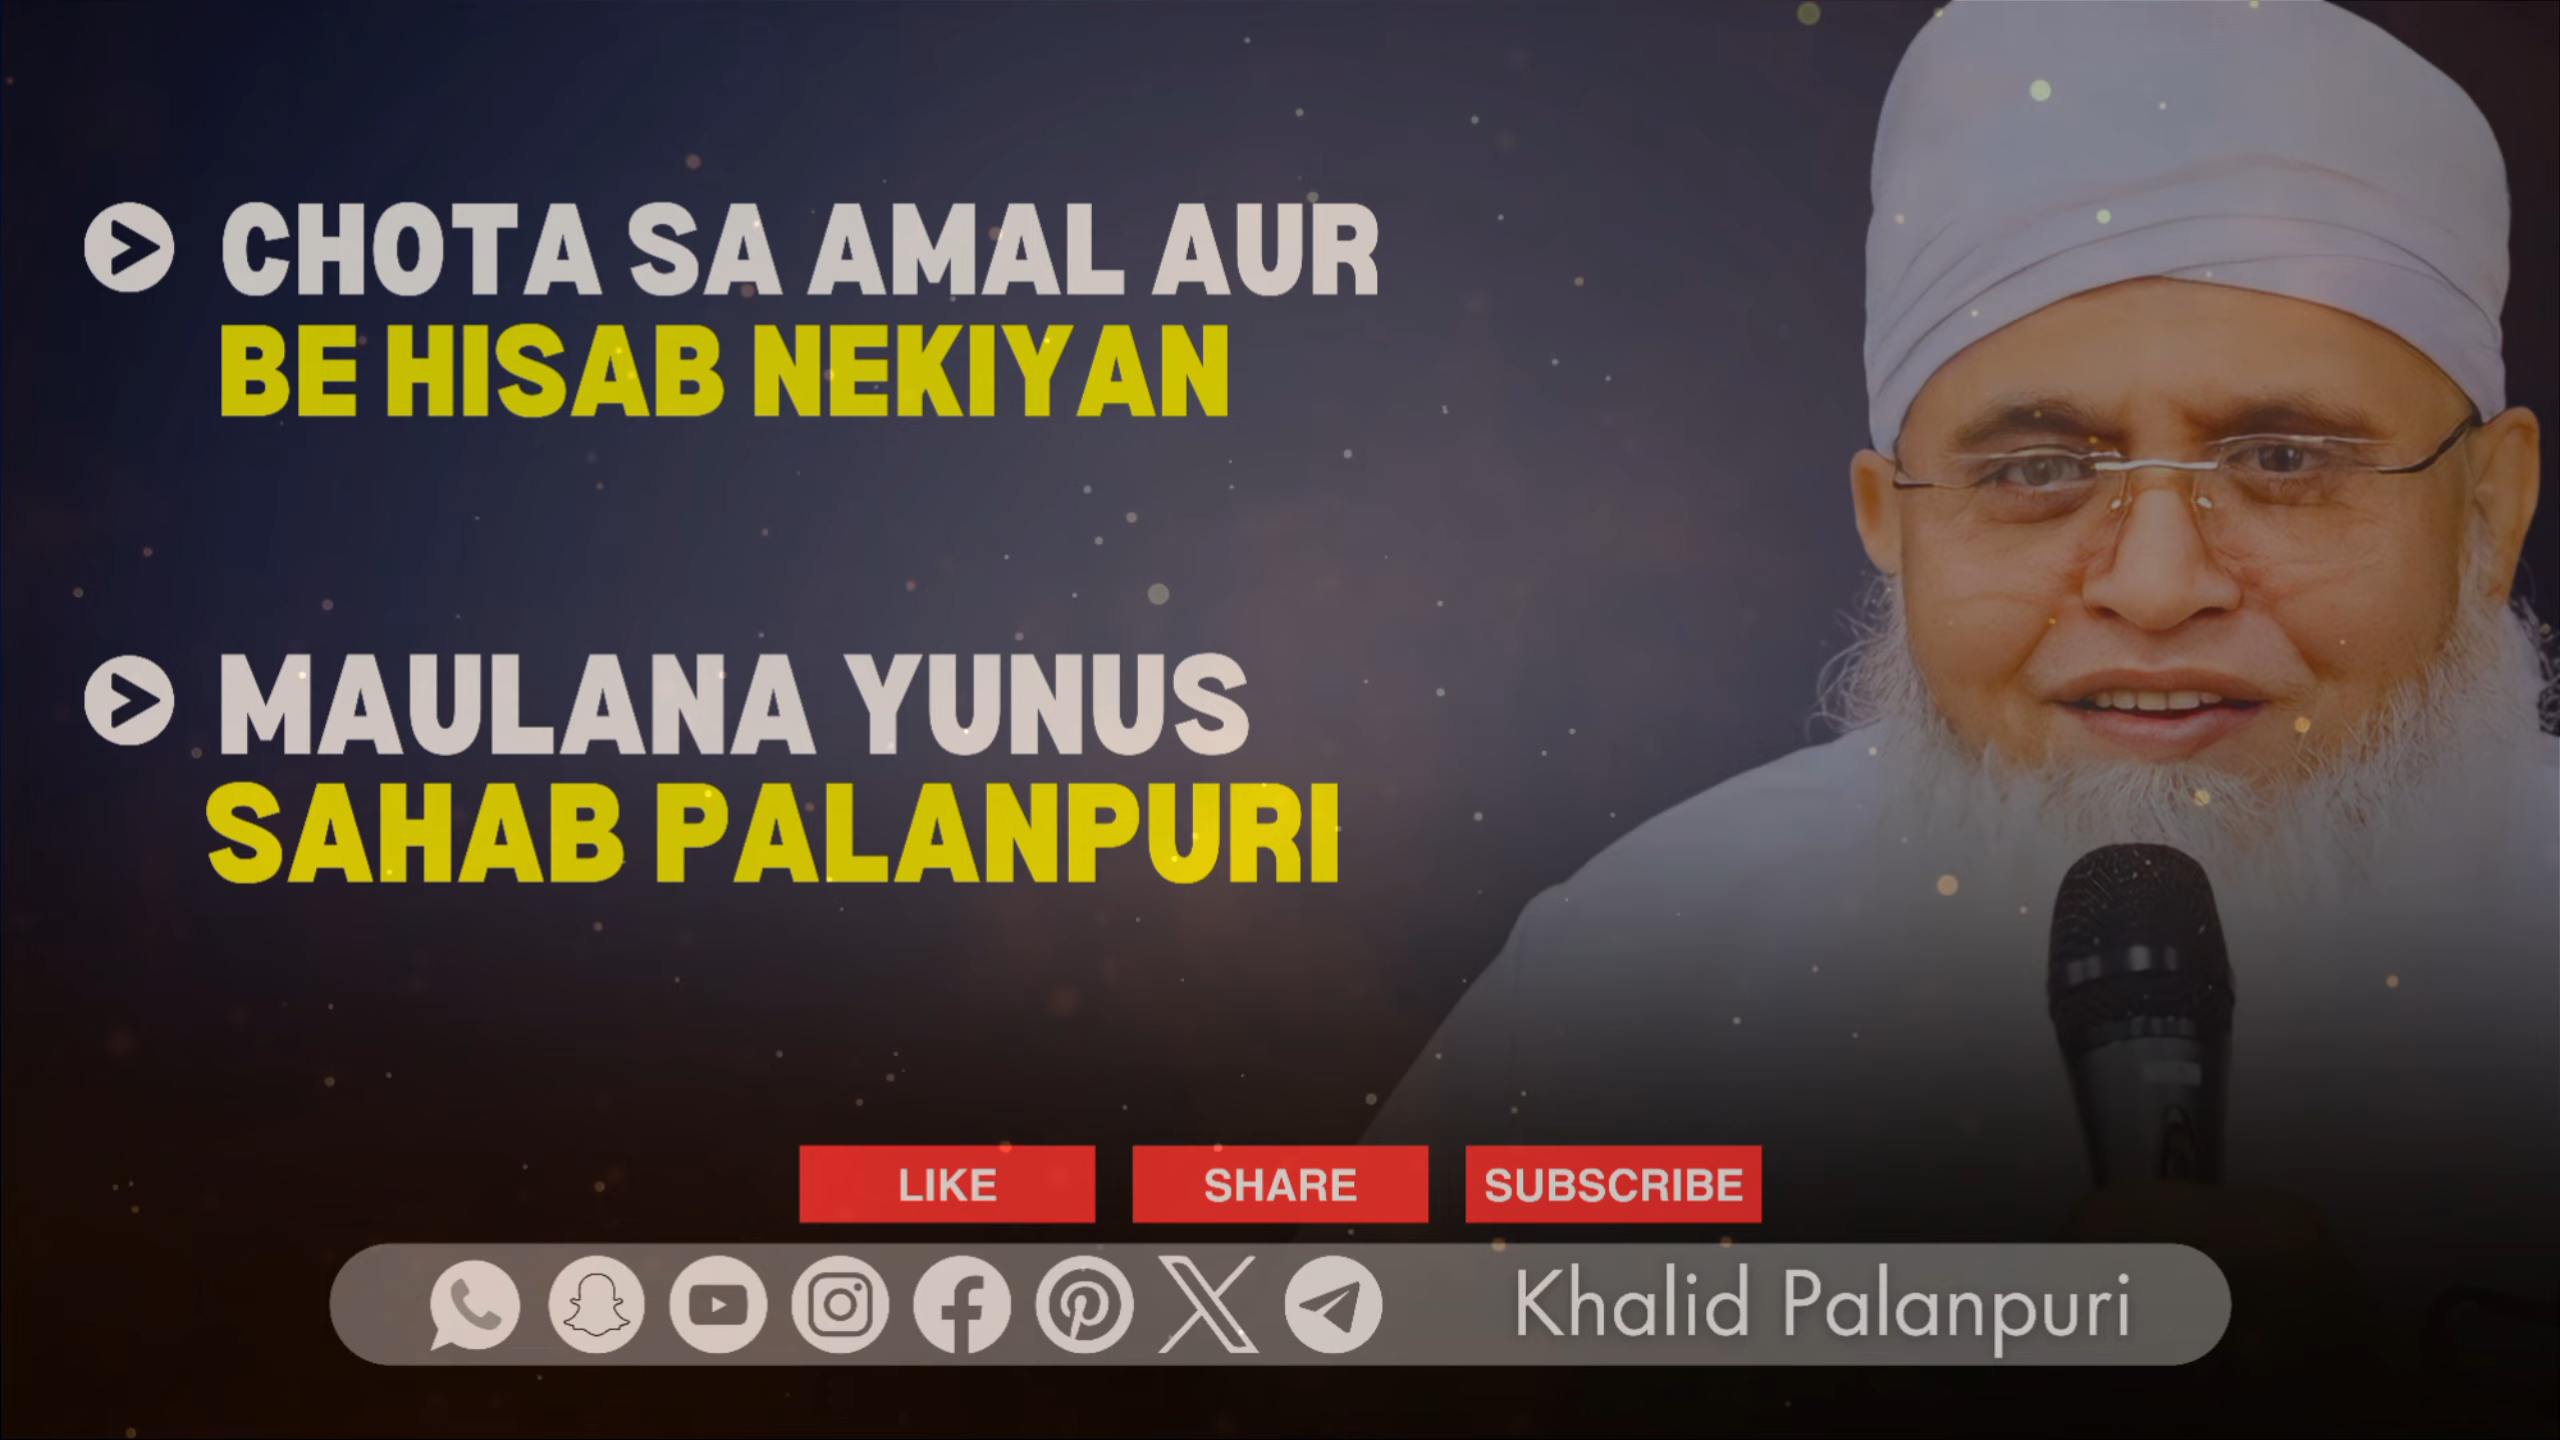 CHOTA SA AMAL AUR
BE HISAB NEKIYAN
MAULANA YUNUS
SAHAB PALANPURI
LIKE
SHARE
SUBSCRIBE
Khalid Palanpuri